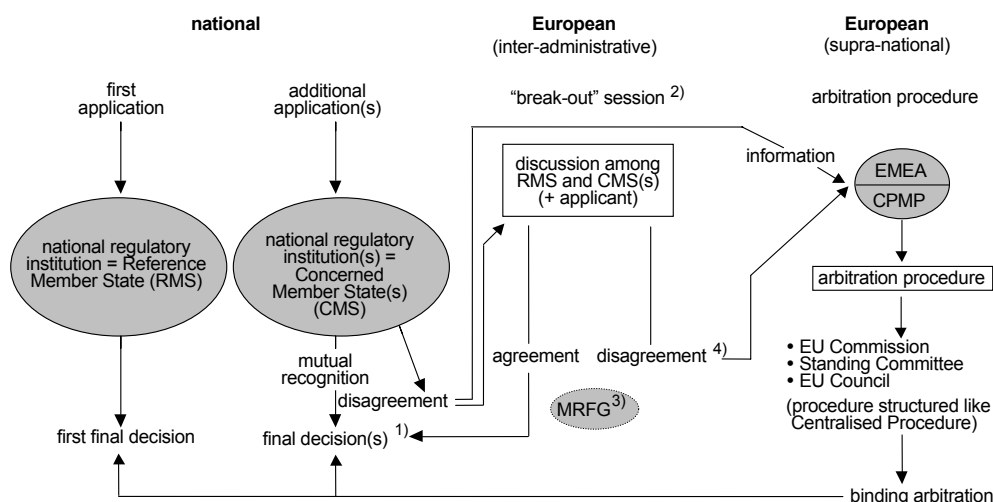 national
European
(inter-administrative)
European
(supra-national)
first
application
additional
application(s)
“break-out” session 2)
arbitration procedure
information
discussion among
RMS and CMS(s)
(+ applicant)
EMEA
CPMP
national regulatory
institution = Reference
Member State (RMS)
national regulatory
institution(s) =
Concerned
Member State(s)
(CMS)
arbitration procedure
mutual
recognition
disagreement
agreement
disagreement 4)
• EU Commission
• Standing Committee
• EU Council
(procedure structured like
Centralised Procedure)
MRFG3)
first final decision
final decision(s) 1)
binding arbitration